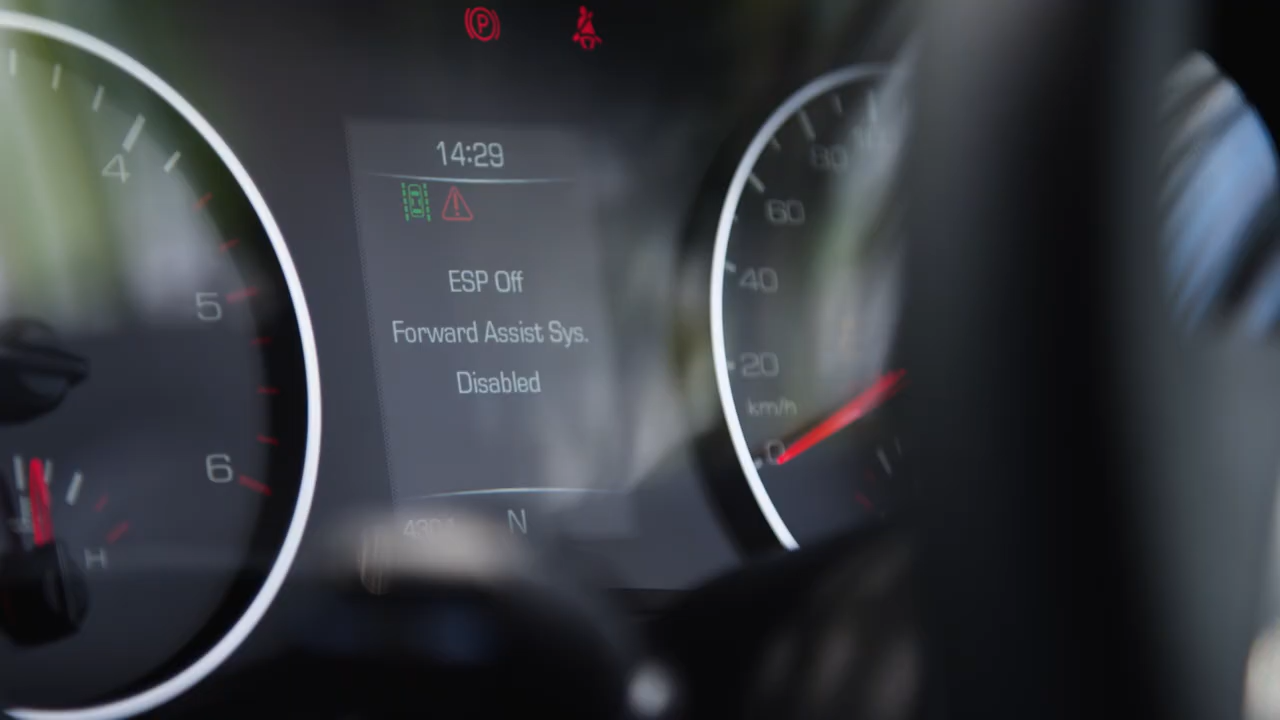 P
14:29
4
ESP Off
Forward Assist Sys.
Disabled
5
6
H
N
80
60
40
20
km/h
0